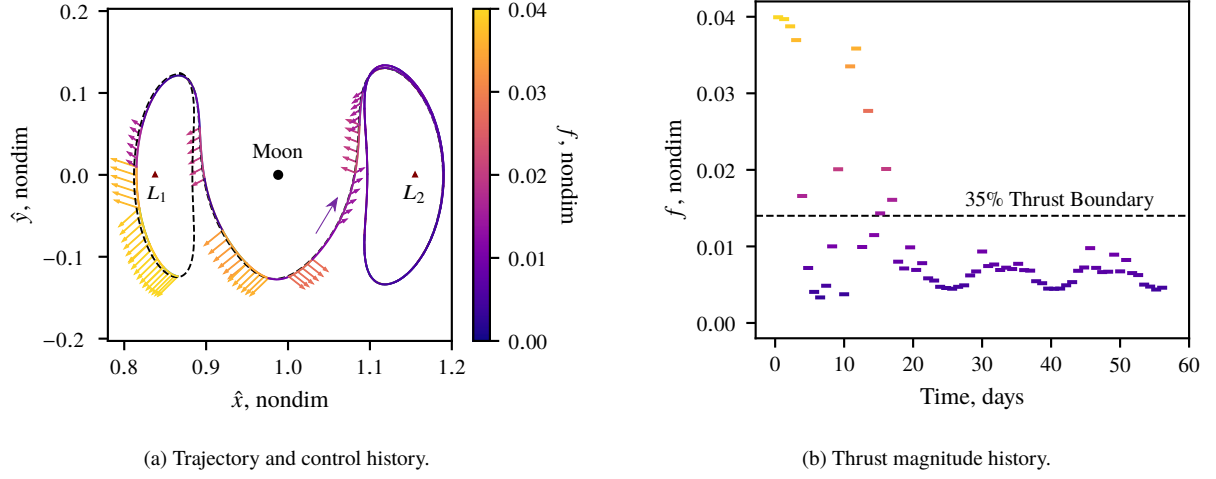 0.2
0.1
0.0
−0.1
−0.2
ŷ, nondim
0.8
0.9
1.0
1.1
1.2
x̂, nondim
Moon
L1
L2
0.04
0.03
0.02
0.01
0.00
f, nondim
(a) Trajectory and control history.
0.04
0.03
0.02
0.01
0.00
f, nondim
35% Thrust Boundary
0
10
20
30
40
50
60
Time, days
(b) Thrust magnitude history.